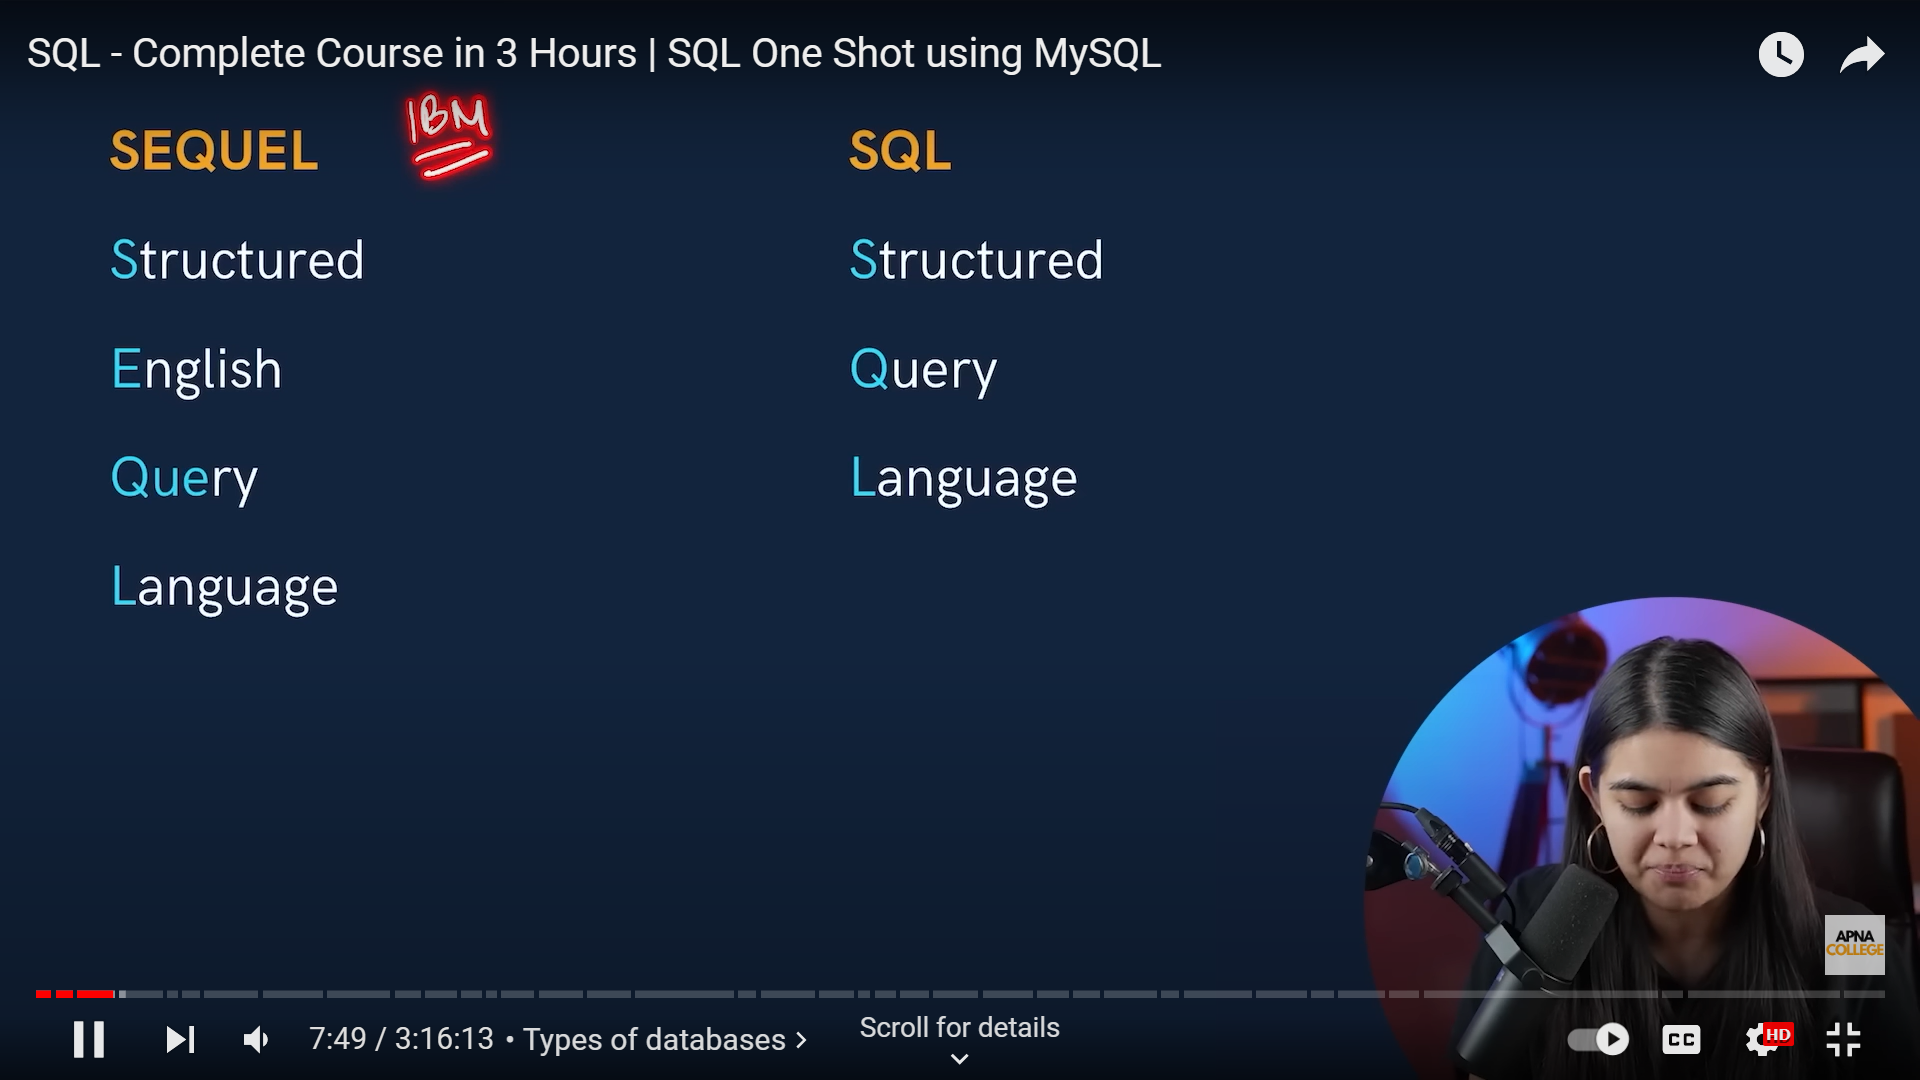 SQL - Complete Course in 3 Hours | SQL One Shot using MySQL
IBM
SEQUEL
Structured
English
Query
Language
SQL
Structured
Query
Language
APNA
COLLEGE
7:49 / 3:16:13 • Types of databases
Scroll for details
CC
HD